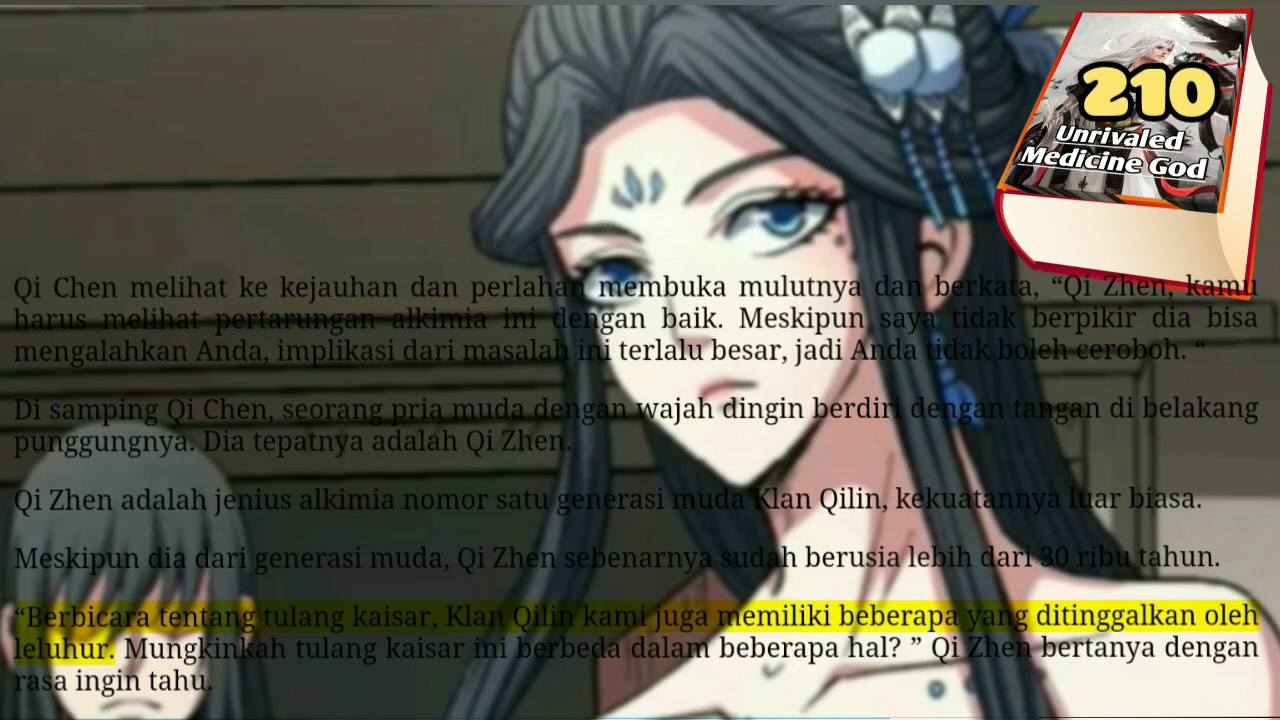 210
Unrivaled
Medicine God
Qi Chen melihat ke kejauhan dan perlahan membuka mulutnya dan berkata, “Qi Zhen, kamu
harus melihat pertarungan alkimia ini dengan baik. Meskipun saya tidak berpikir dia bisa
mengalahkan Anda, implikasi dari masalah ini terlalu besar, jadi Anda tidak boleh ceroboh. “
Di samping Qi Chen, seorang pria muda dengan wajah dingin berdiri dengan tangan di belakang
punggungnya. Dia tepatnya adalah Qi Zhen.
Qi Zhen adalah jenius alkimia nomor satu generasi muda Klan Qilin, kekuatannya luar biasa.
Meskipun dia dari generasi muda, Qi Zhen sebenarnya sudah berusia lebih dari 30 ribu tahun.
“Berbicara tentang tulang kaisar, Klan Qilin kami juga memiliki beberapa yang ditinggalkan oleh
leluhur. Mungkinkah tulang kaisar ini berbeda dalam beberapa hal? ” Qi Zhen bertanya dengan
rasa ingin tahu.